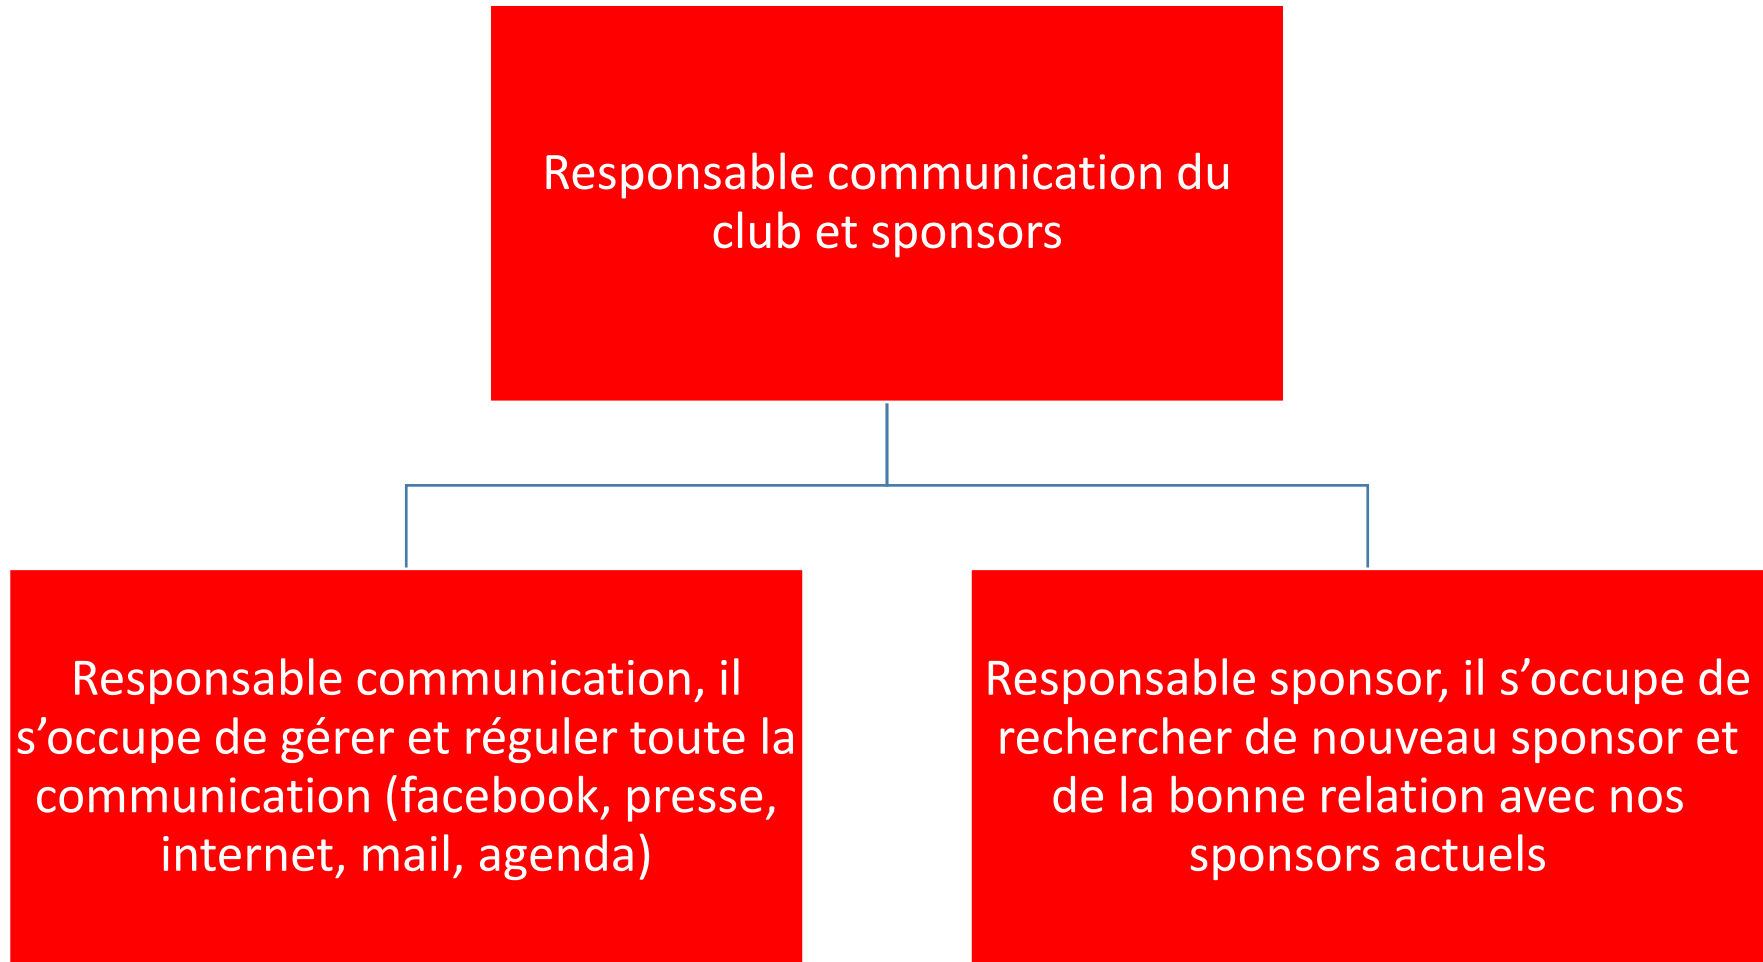 Responsable communication du
club et sponsors
Responsable communication, il
s’occupe de gérer et réguler toute la
communication (facebook, presse,
internet, mail, agenda)
Responsable sponsor, il s’occupe de
rechercher de nouveau sponsor et
de la bonne relation avec nos
sponsors actuels